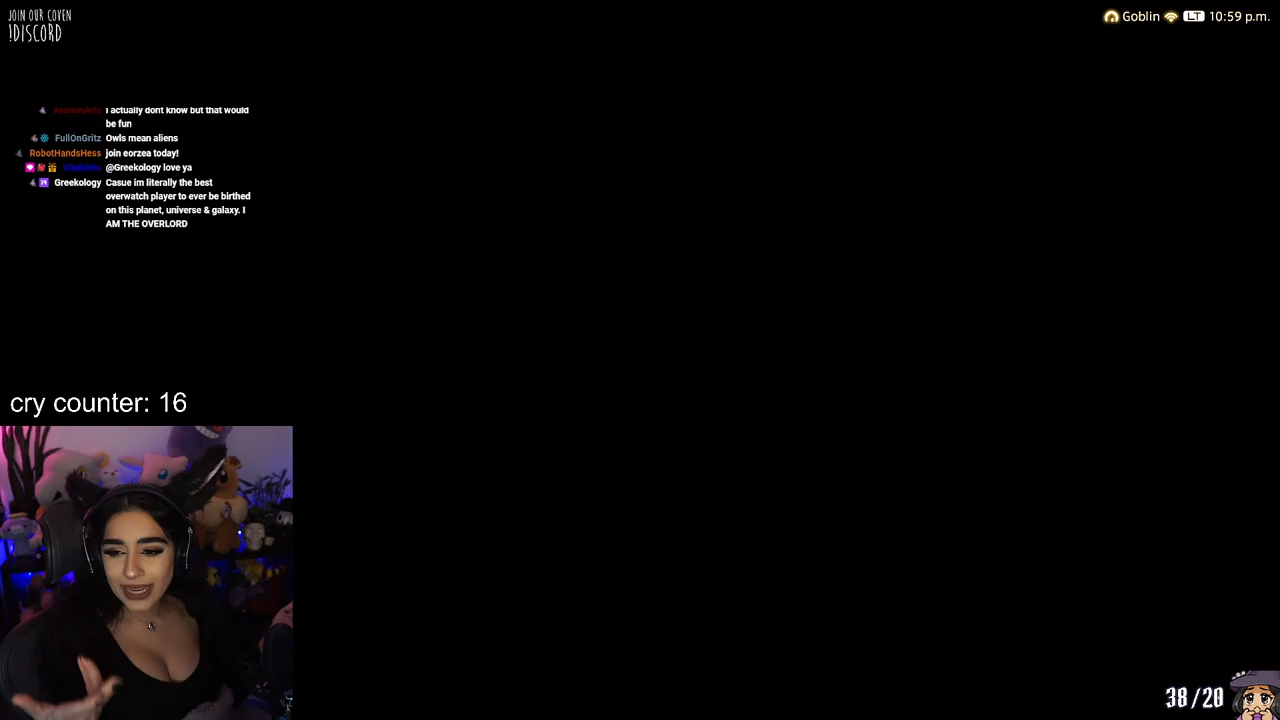 JOIN OUR COVEN
!DISCORD
Goblin LT 10:59 p.m.
AvalonArts i actually dont know but that would
be fun
FullOnGritz Owls mean aliens
RobotHandsHess join eorzea today!
@Greekology love ya
Greekology Casue im literally the best
overwatch player to ever be birthed
on this planet, universe & galaxy. I
AM THE OVERLORD
cry counter: 16
38/20